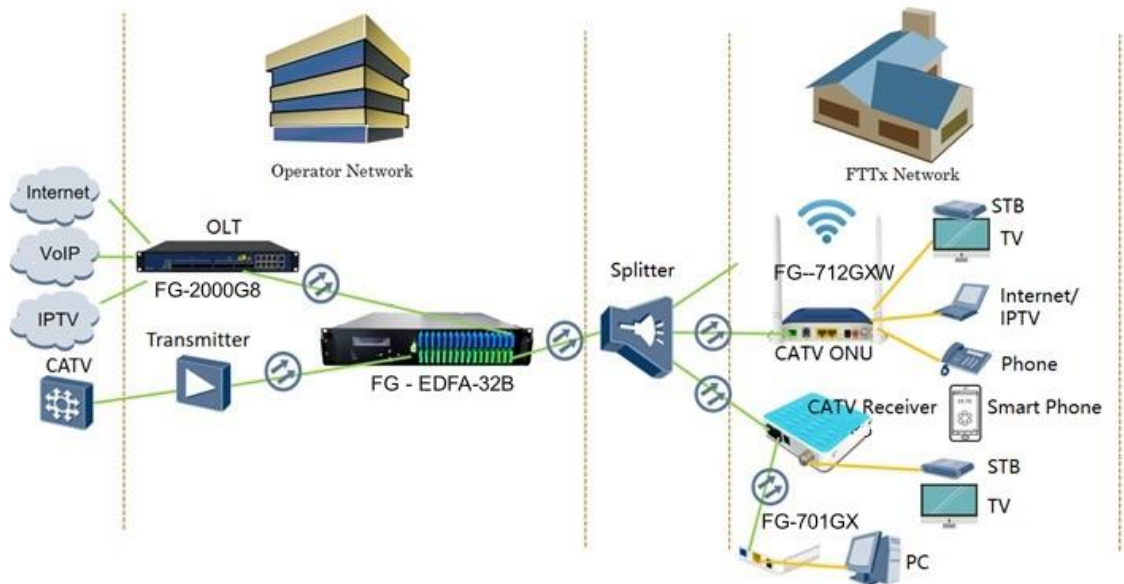 Operator Network
FTTx Network
Internet
VoIP
IPTV
CATV
OLT
FG-2000G8
Transmitter
FG - EDFA-32B
Splitter
FG--712GXW
CATV ONU
STB
TV
Internet/
IPTV
Phone
CATV Receiver
Smart Phone
STB
TV
FG-701GX
PC